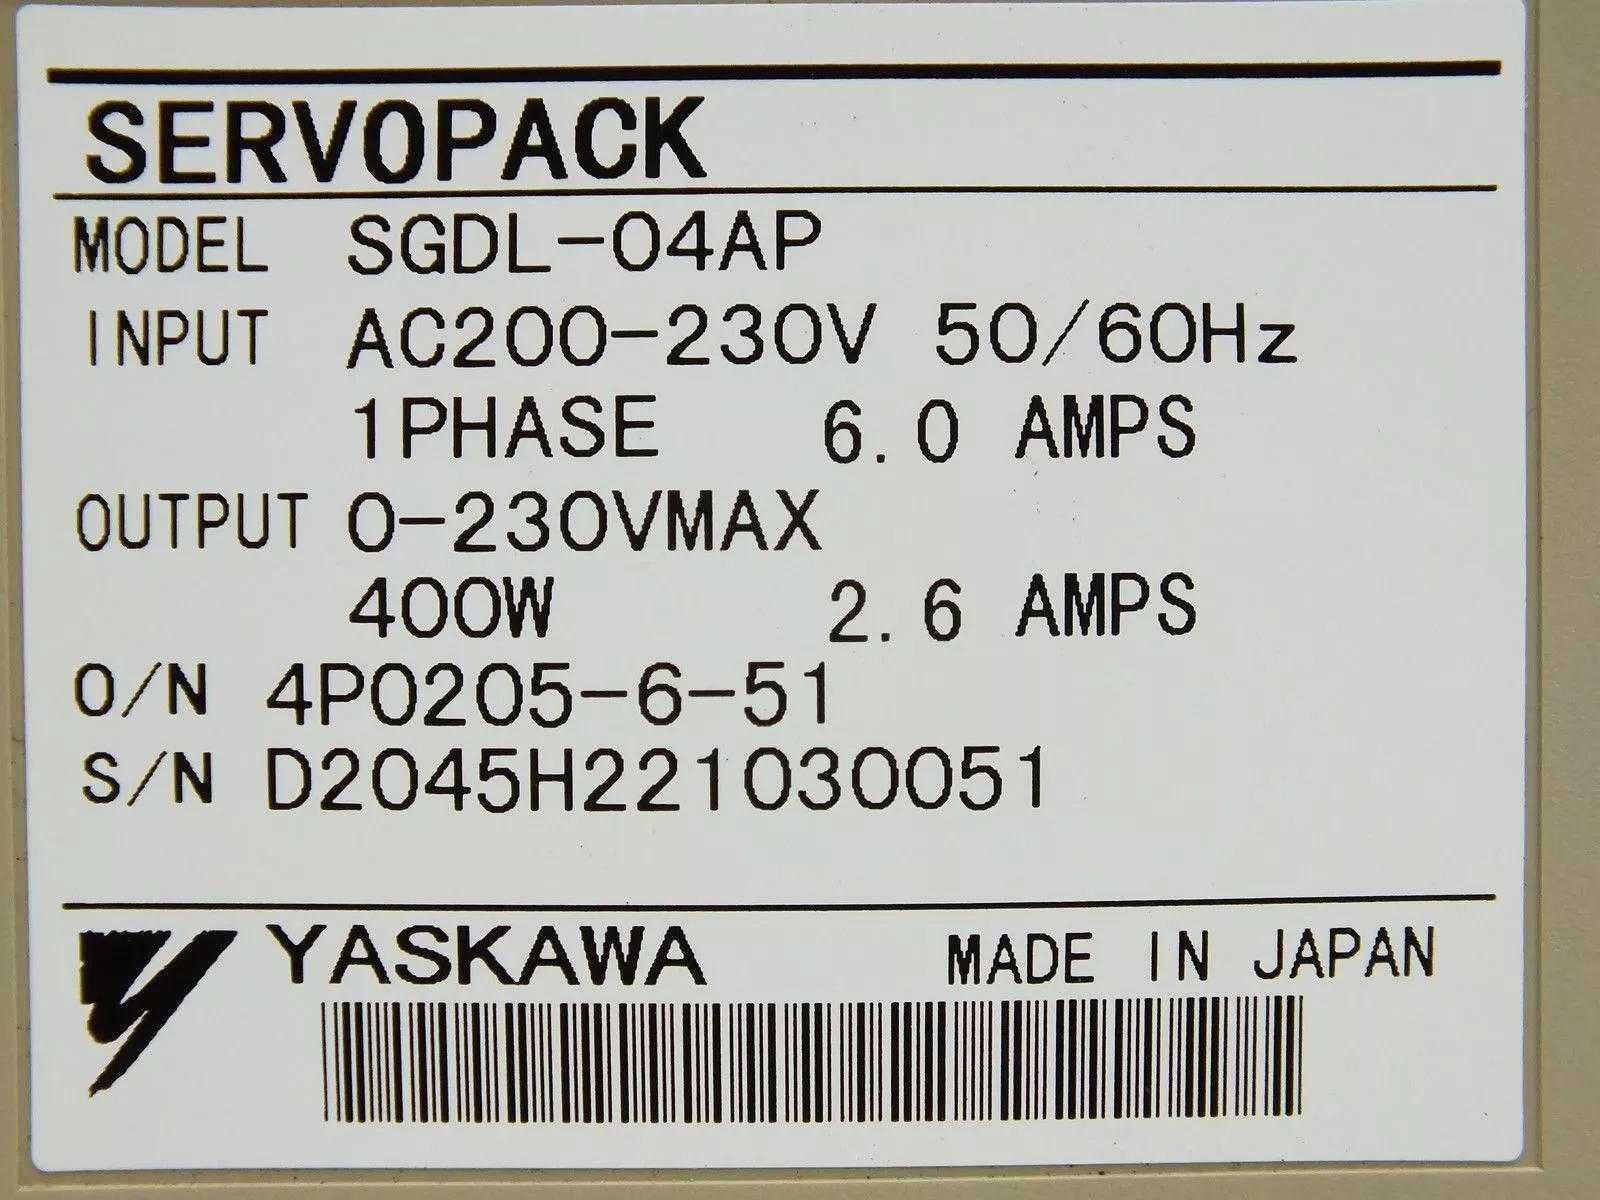 SERVOPACK
MODEL SGDL-04AP
INPUT AC200-230V 50/60Hz
1PHASE 6.0 AMPS
OUTPUT 0-230VMAX
400W 2.6 AMPS
O/N 4P0205-6-51
S/N D2045H221030051
YASKAWA MADE IN JAPAN